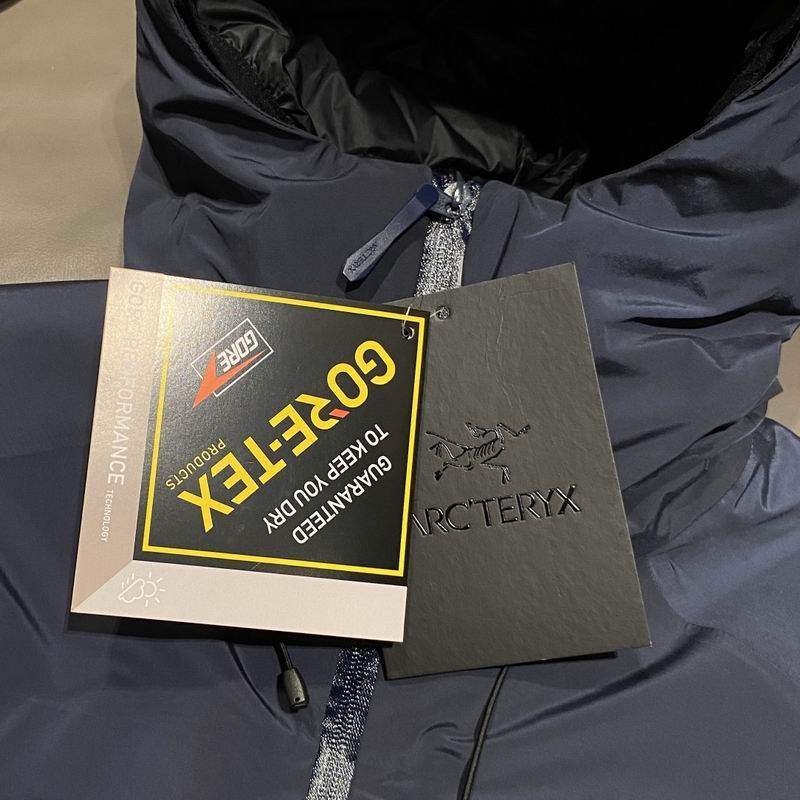 GORE
GORE-TEX
PRODUCTS
GUARANTEED
TO KEEP YOU DRY
GORE PERFORMANCE
TECHNOLOGY
ARC'TERYX
ARC'TERYX